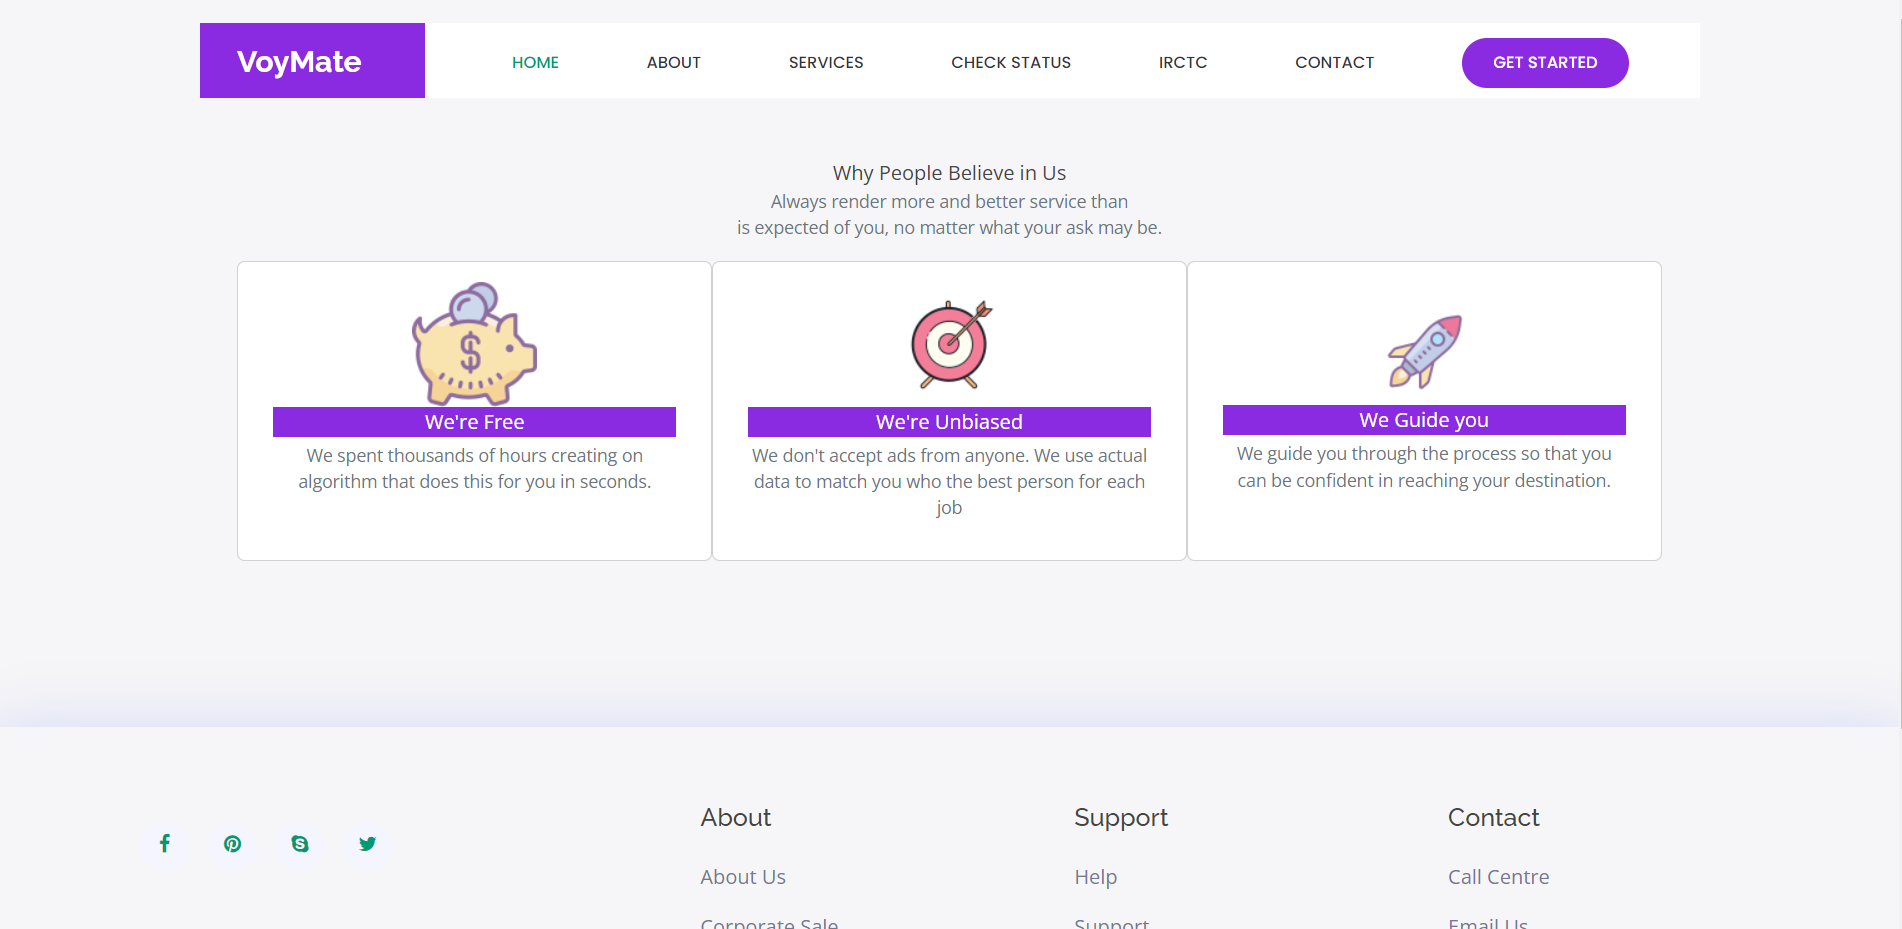 VoyMate
HOME
ABOUT
SERVICES
CHECK STATUS
IRCTC
CONTACT
GET STARTED
Why People Believe in Us
Always render more and better service than
is expected of you, no matter what your ask may be.
$
We're Free
We spent thousands of hours creating on
algorithm that does this for you in seconds.
We're Unbiased
We don't accept ads from anyone. We use actual
data to match you who the best person for each
job
We Guide you
We guide you through the process so that you
can be confident in reaching your destination.
About
About Us
Corporate Sale
Support
Help
Support
Contact
Call Centre
Email Us